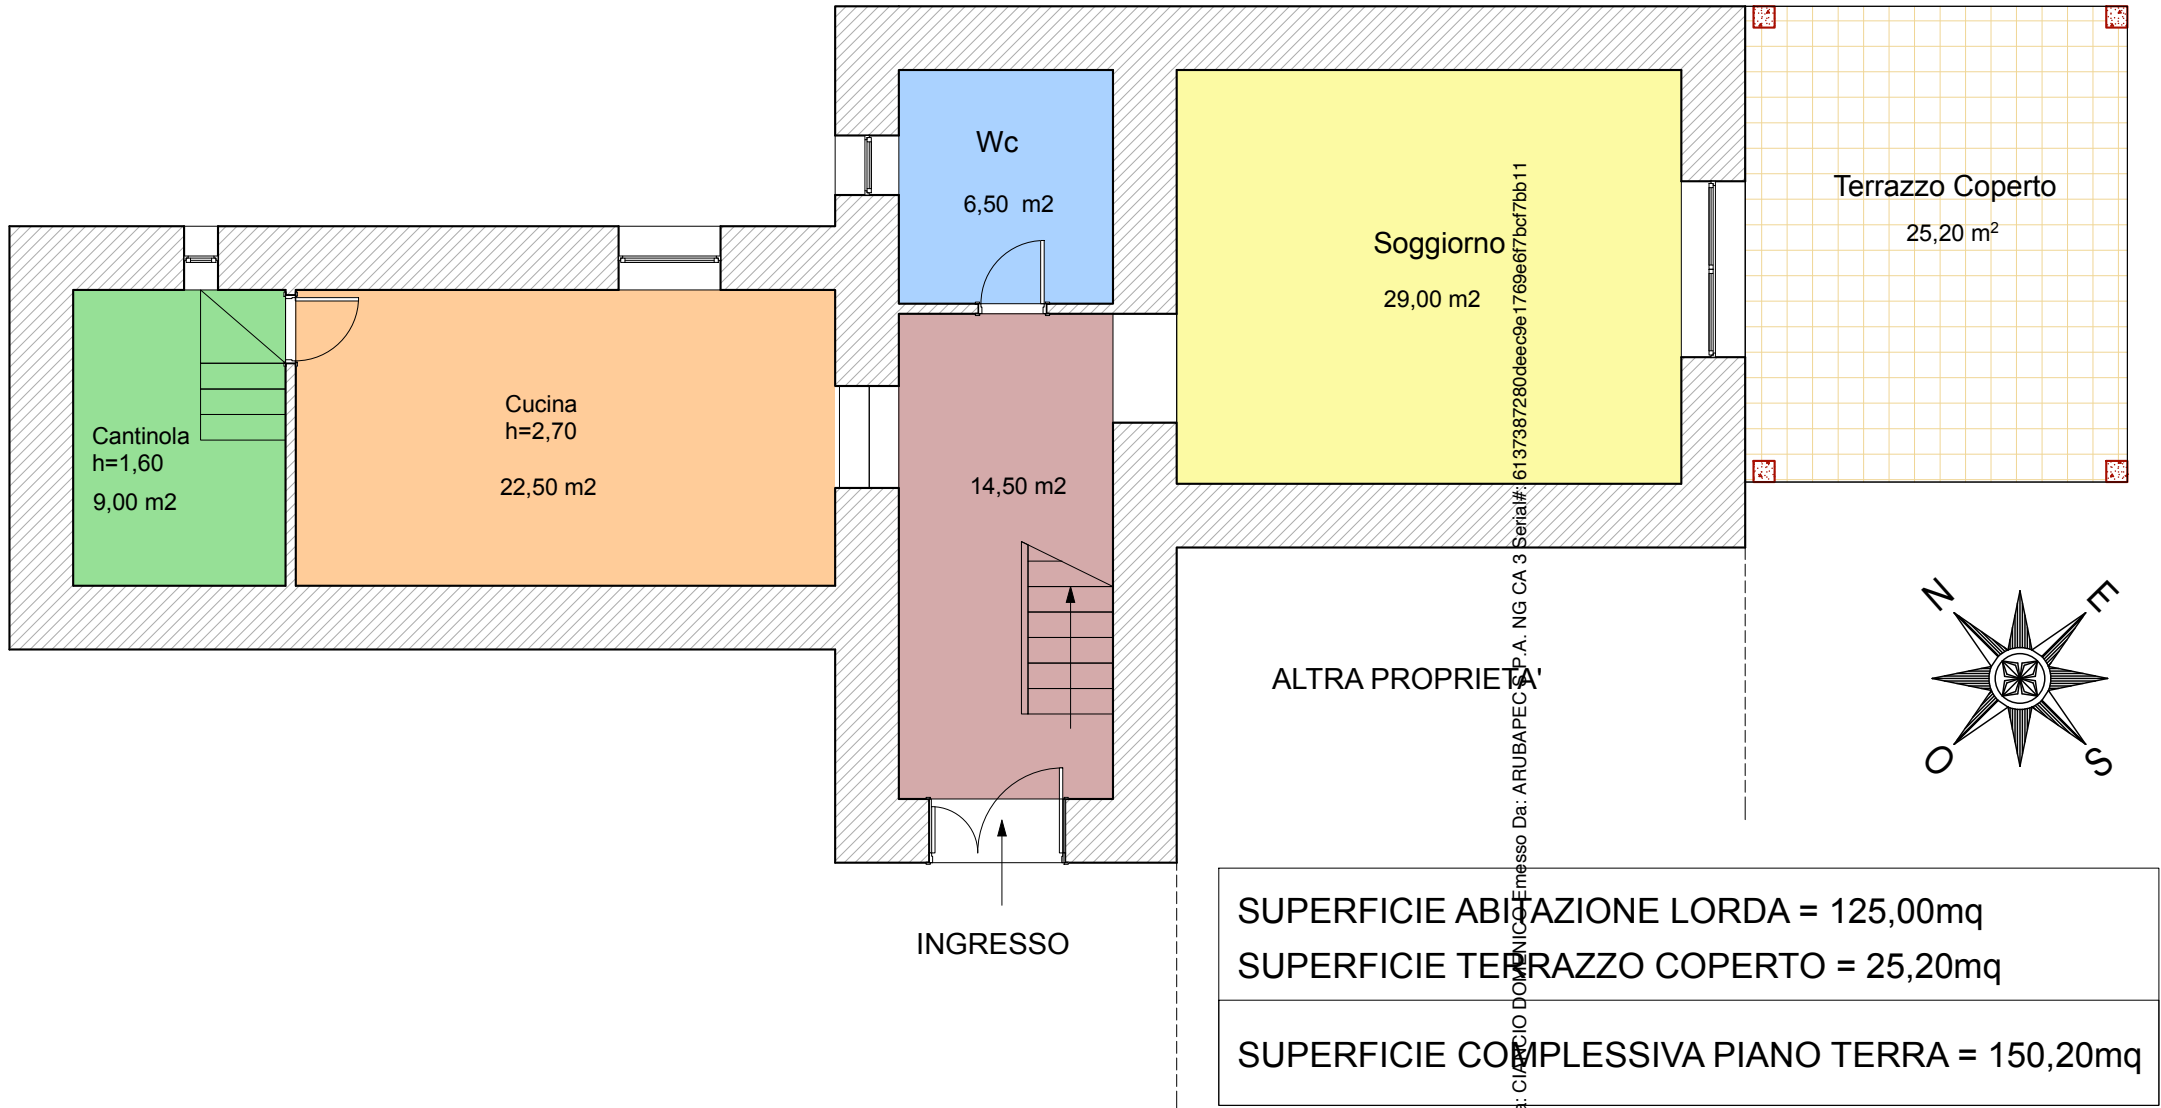 Wc
6,50 m2
Terrazzo Coperto
25,20 m²
Soggiorno
29,00 m2
Cucina
h=2,70
22,50 m2
Cantinola
h=1,60
9,00 m2
14,50 m2
N
E
O
S
ALTRA PROPRIETA'
INGRESSO
SUPERFICIE ABITAZIONE LORDA = 125,00mq
SUPERFICIE TERRAZZO COPERTO = 25,20mq
SUPERFICIE COMPLESSIVA PIANO TERRA = 150,20mq
a: CIANCIO DOMENICO Emesso Da: ARUBAPEC S.P.A. NG CA 3 Serial#: 6137387280deec9e1769e6f7bcf7bb11